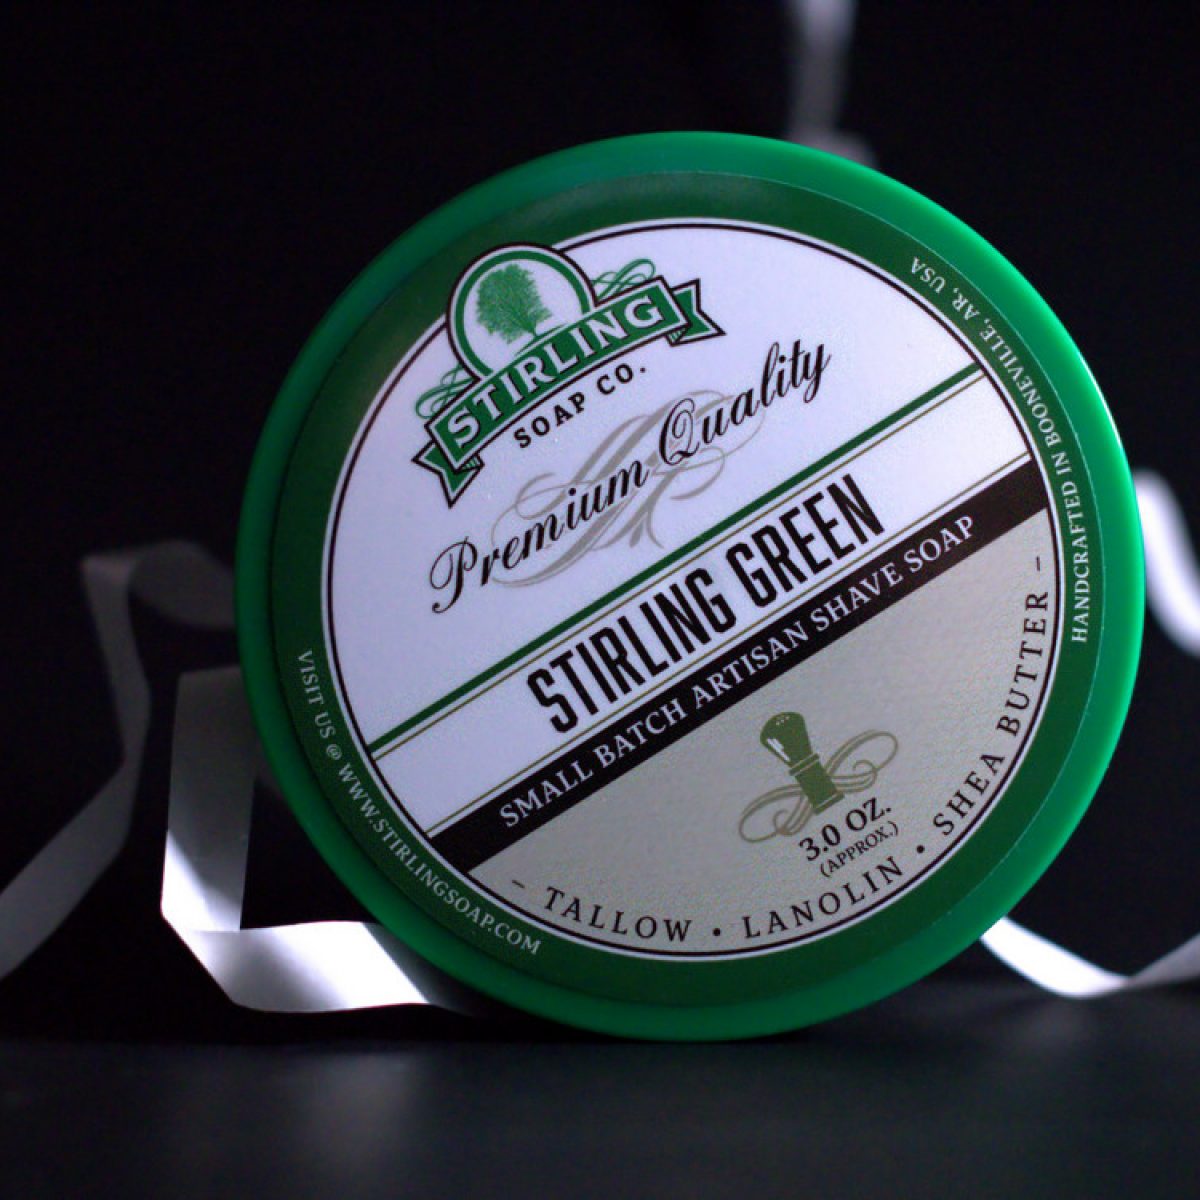 STIRLING
SOAP CO.
Premium Quality
STIRLING GREEN
SMALL BATCH ARTISAN SHAVE SOAP
3.0 OZ.
(APPROX.)
– TALLOW • LANOLIN • SHEA BUTTER –
VISIT US @ WWW.STIRLINGSOAP.COM
HANDCRAFTED IN BOONEVILLE, AR, USA